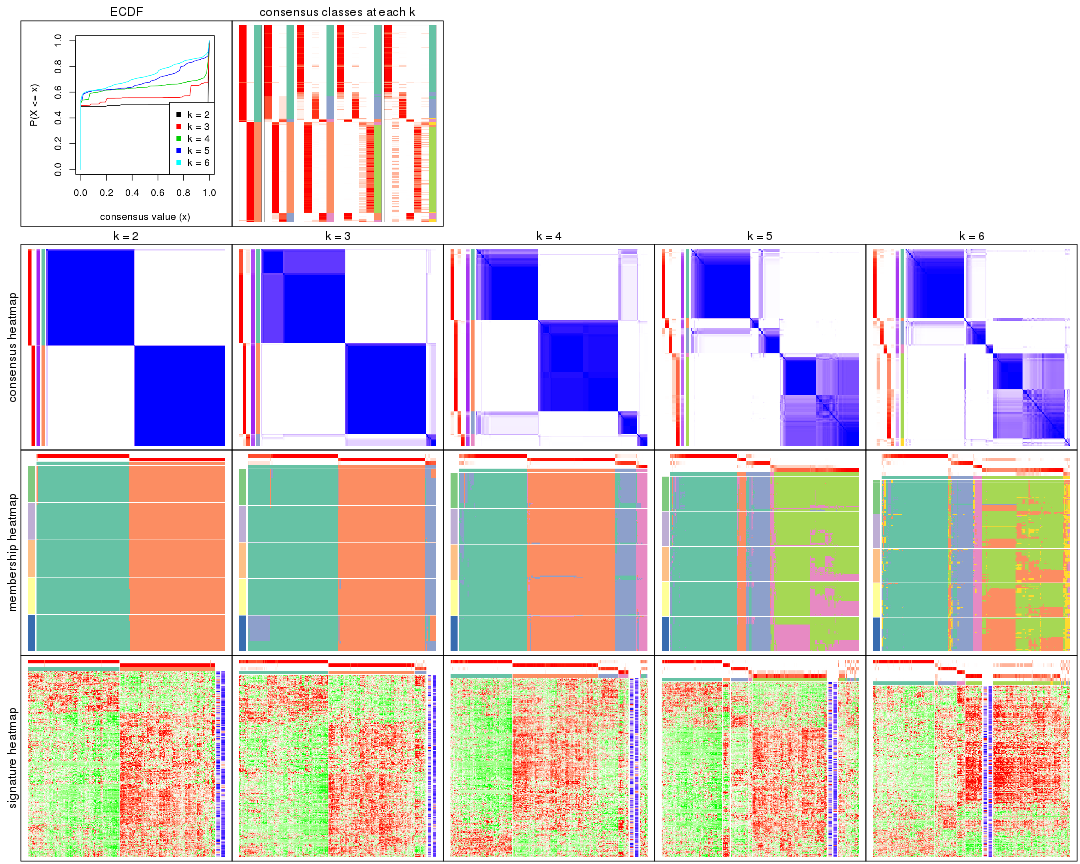 ECDF
consensus classes at each k
P(X <= x)
1.0
0.8
0.6
0.4
0.2
0.0
k = 2
k = 3
k = 4
k = 5
k = 6
0.0 0.2 0.4 0.6 0.8 1.0
consensus value (x)
k = 2 k = 3 k = 4 k = 5 k = 6
consensus heatmap
membership heatmap
signature heatmap